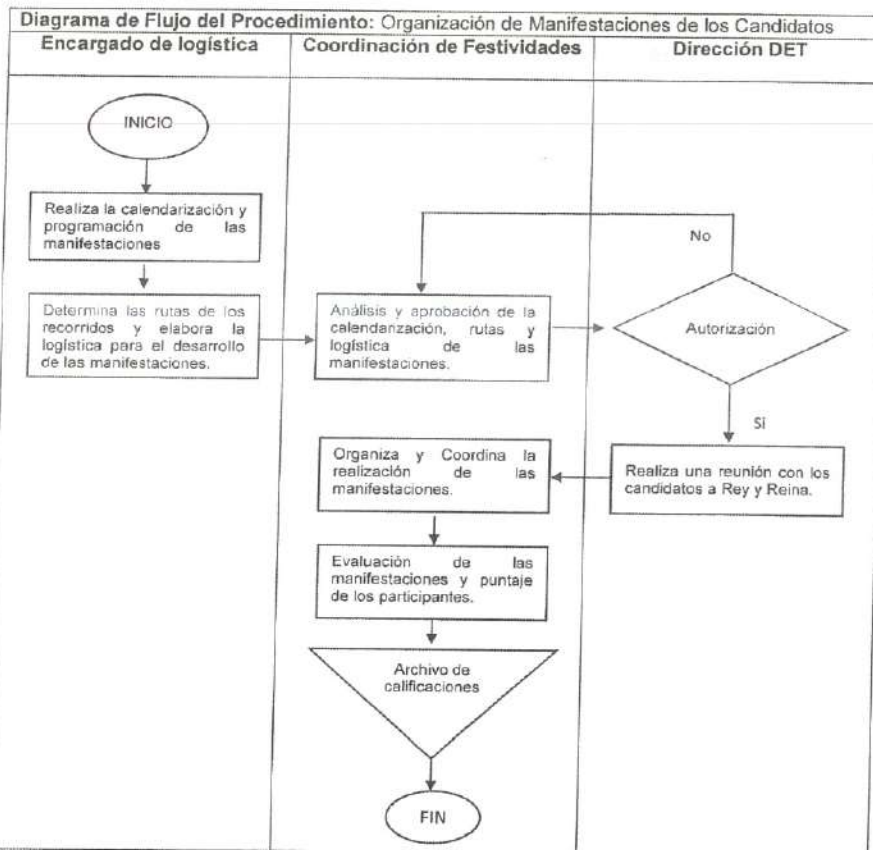 Diagrama de Flujo del Procedimiento: Organización de Manifestaciones de los Candidatos
Encargado de logística
Coordinación de Festividades
Dirección DET
INICIO
Realiza la calendarización y
programación de las
manifestaciones
Determina las rutas de los
recorridos y elabora la
logística para el desarrollo
de las manifestaciones.
Análisis y aprobación de la
calendarización, rutas y
logística de las
manifestaciones.
No
Autorización
Si
Realiza una reunión con los
candidatos a Rey y Reina.
Organiza y Coordina la
realización de las
manifestaciones.
Evaluación de las
manifestaciones y puntaje
de los participantes.
Archivo de
calificaciones
FIN